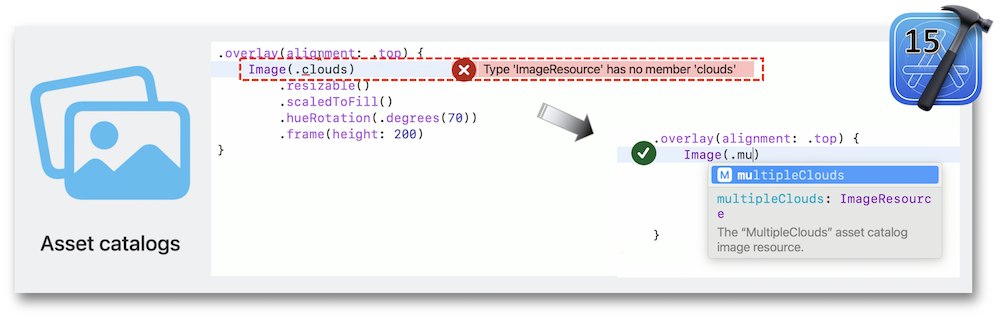 .overlay(alignment: .top) {
Image(.clouds)
Type 'ImageResource' has no member 'clouds'
.resizable()
.scaledToFill()
.hueRotation(.degrees(70))
.frame(height: 200)
}
Asset catalogs
15
.overlay(alignment: .top) {
Image(.mu)
M multipleClouds
multipleClouds: ImageResourc
e
The “MultipleClouds” asset catalog
image resource.
}